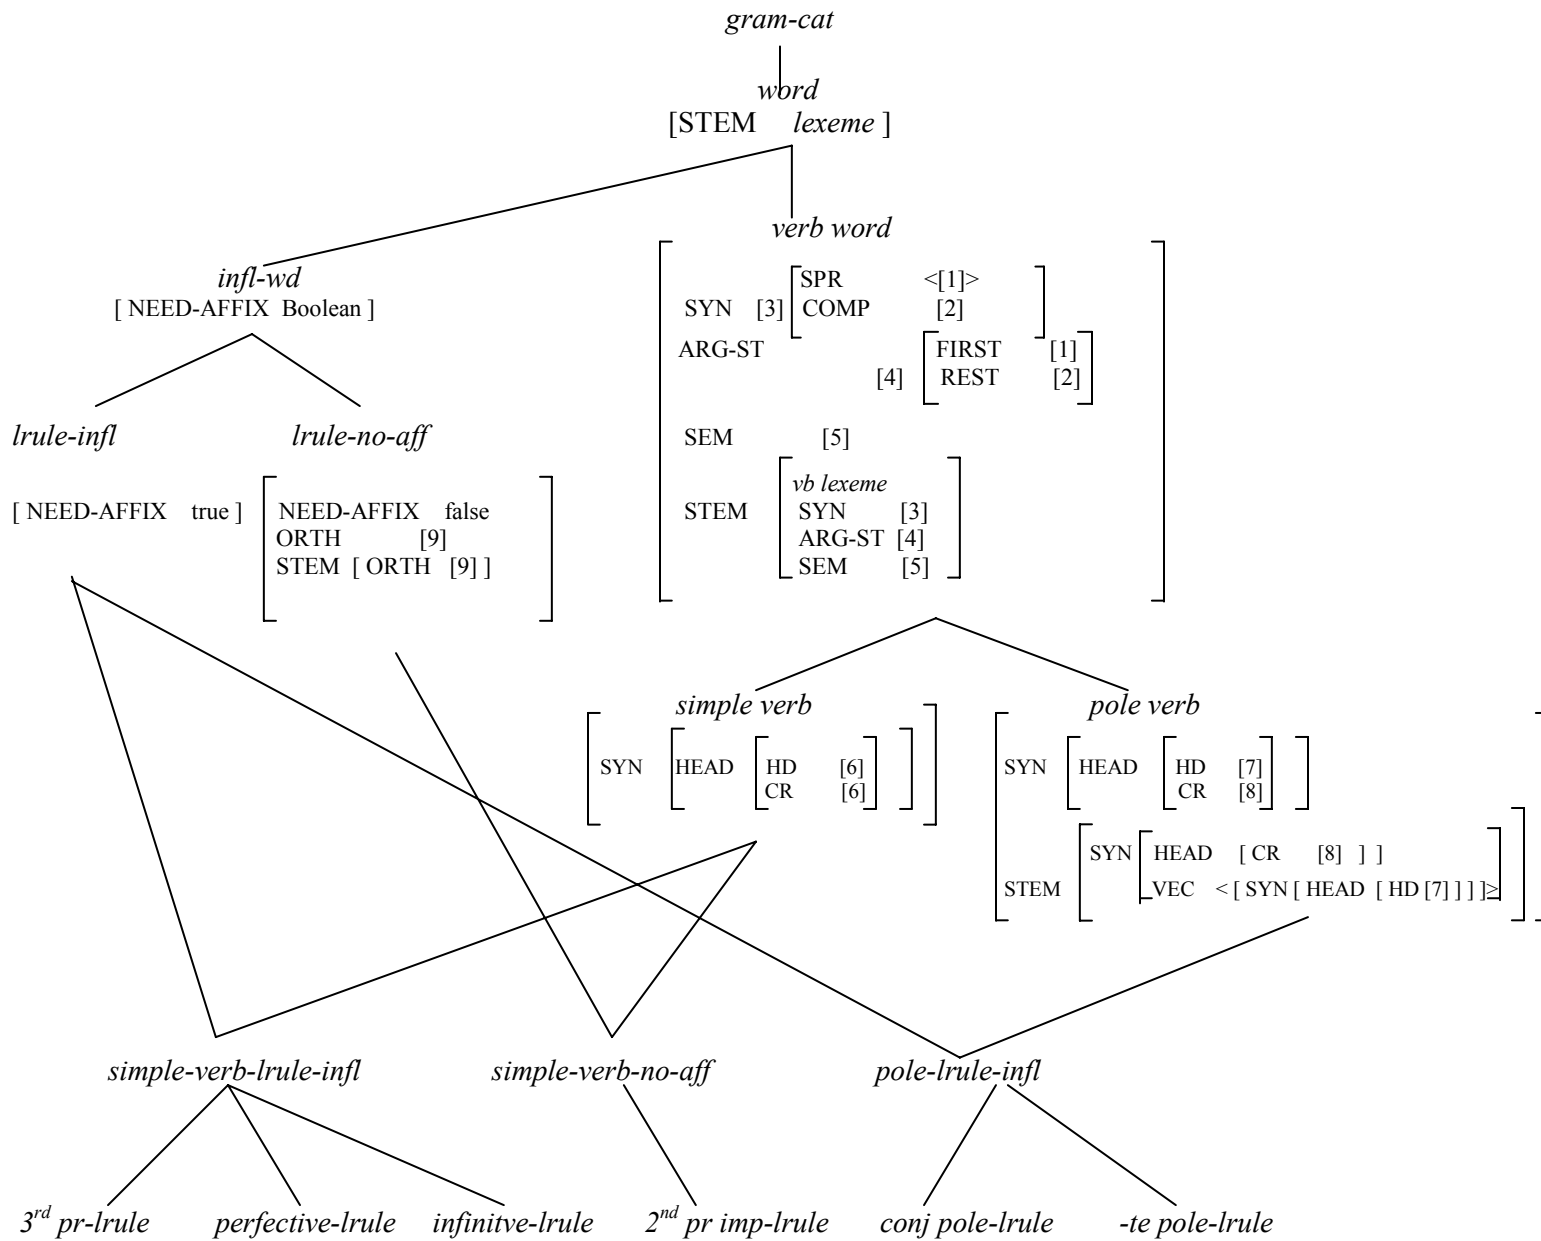 gram-cat
word
[STEM lexeme ]
verb word
infl-wd
[ NEED-AFFIX Boolean ]
SPR <[1]>
SYN [3] COMP [2]
ARG-ST FIRST [1]
[4] REST [2]
lrule-infl lrule-no-aff
SEM [5]
vb lexeme
[ NEED-AFFIX true ] NEED-AFFIX false
STEM SYN [3]
ORTH [9]
ARG-ST [4]
STEM [ ORTH [9] ]
SEM [5]
simple verb pole verb
SYN HEAD HD [6]
CR [6]
SYN HEAD HD [7]
CR [8]
SYN HEAD [ CR [8] ] ]
STEM VEC < [ SYN [ HEAD [ HD [7] ] ] ]>
simple-verb-lrule-infl simple-verb-no-aff pole-lrule-infl
3rd pr-lrule perfective-lrule infinitve-lrule 2nd pr imp-lrule conj pole-lrule -te pole-lrule